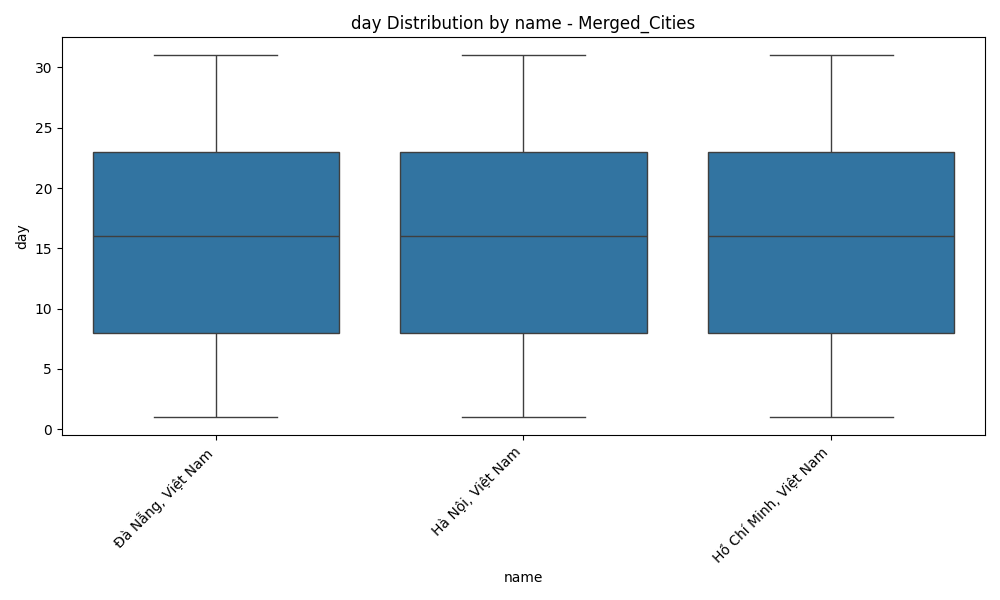 day Distribution by name - Merged_Cities
day
30
25
20
15
10
5
0
Đà Nẵng, Việt Nam
Hà Nội, Việt Nam
Hồ Chí Minh, Việt Nam
name